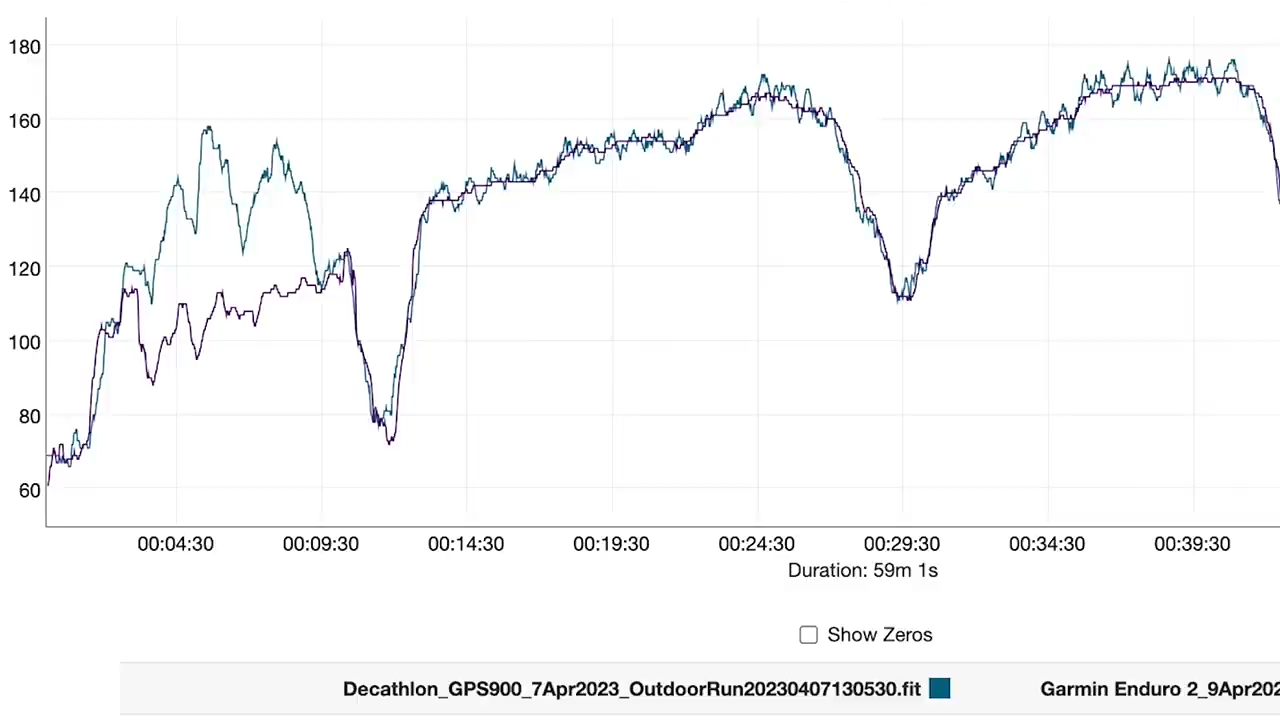 180
160
140
120
100
80
60
00:04:30 00:09:30 00:14:30 00:19:30 00:24:30 00:29:30 00:34:30 00:39:30
Duration: 59m 1s
Show Zeros
Decathlon_GPS900_7Apr2023_OutdoorRun20230407130530.fit Garmin Enduro 2_9Apr202